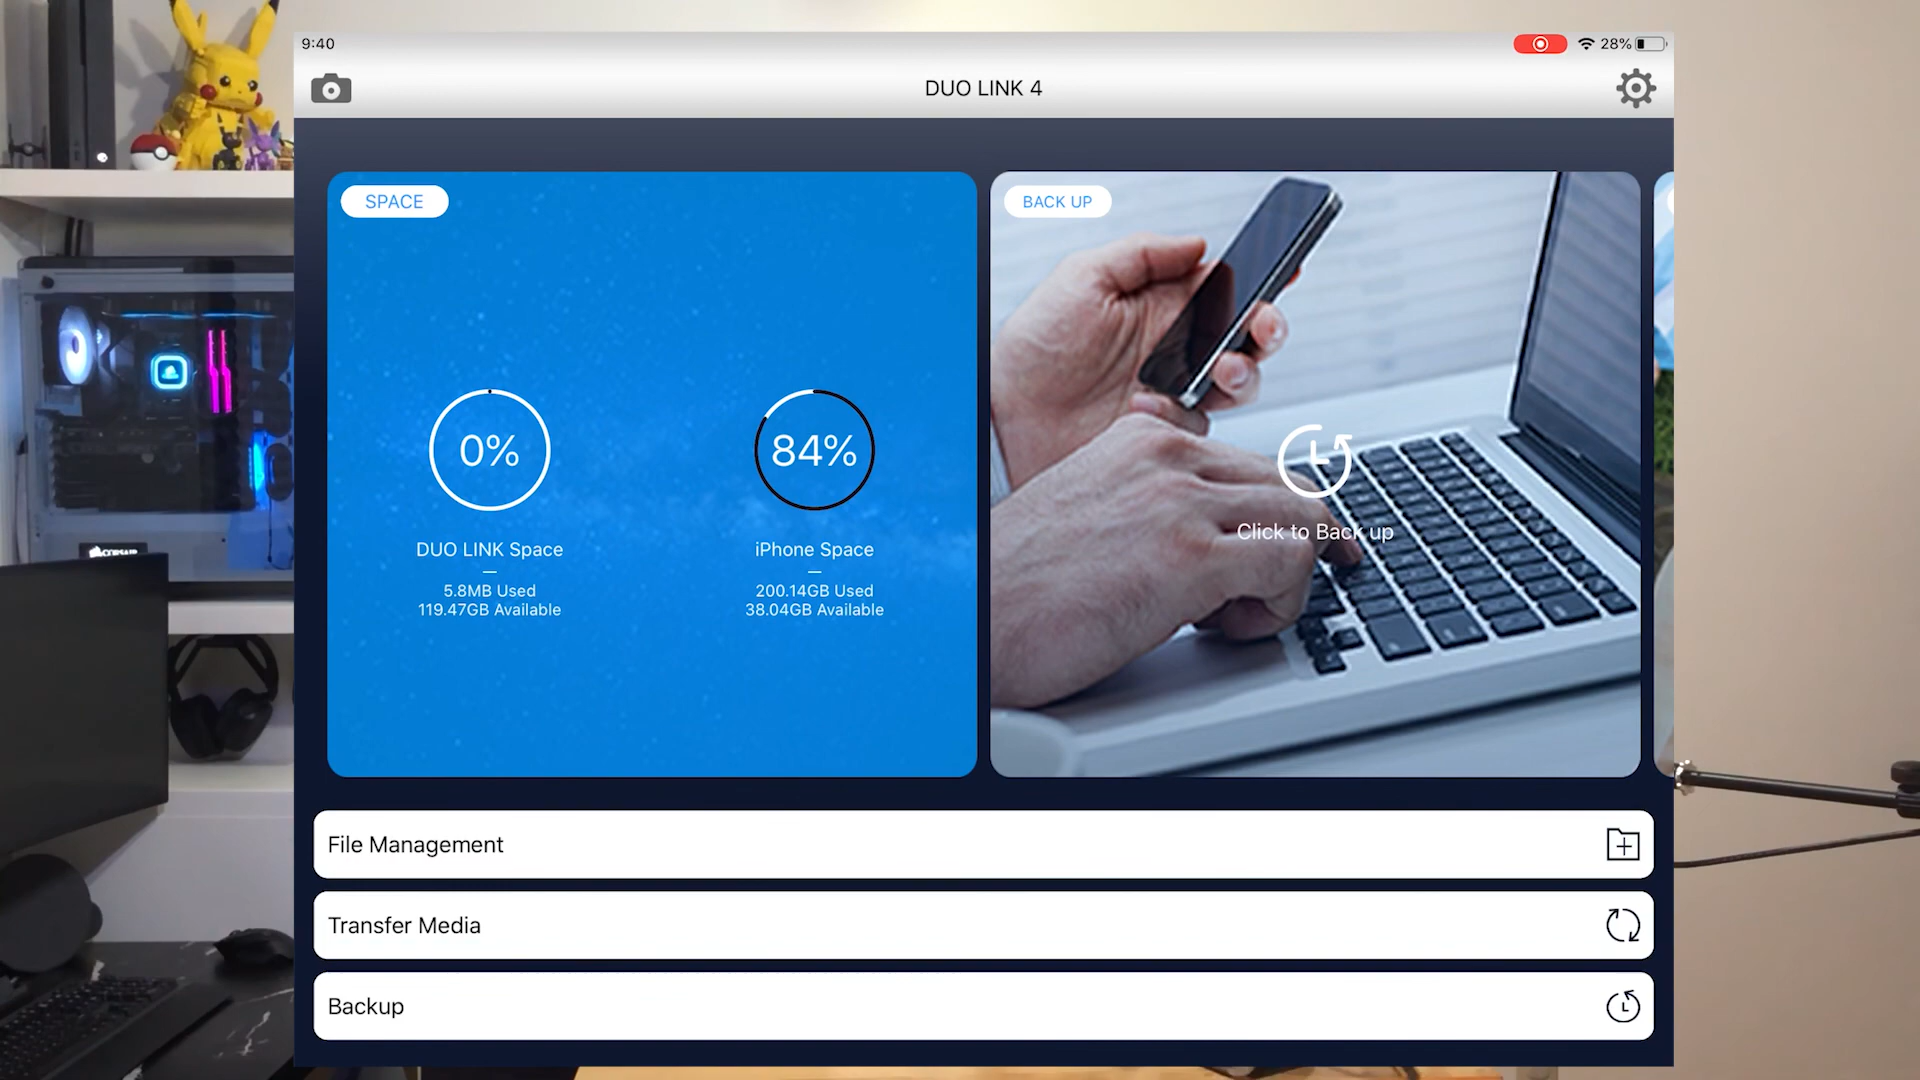 9:40
28%
DUO LINK 4
SPACE
BACK UP
0%
84%
DUO LINK Space
iPhone Space
5.8MB Used
119.47GB Available
200.14GB Used
38.04GB Available
Click to Back up
File Management
Transfer Media
Backup
CORSAIR